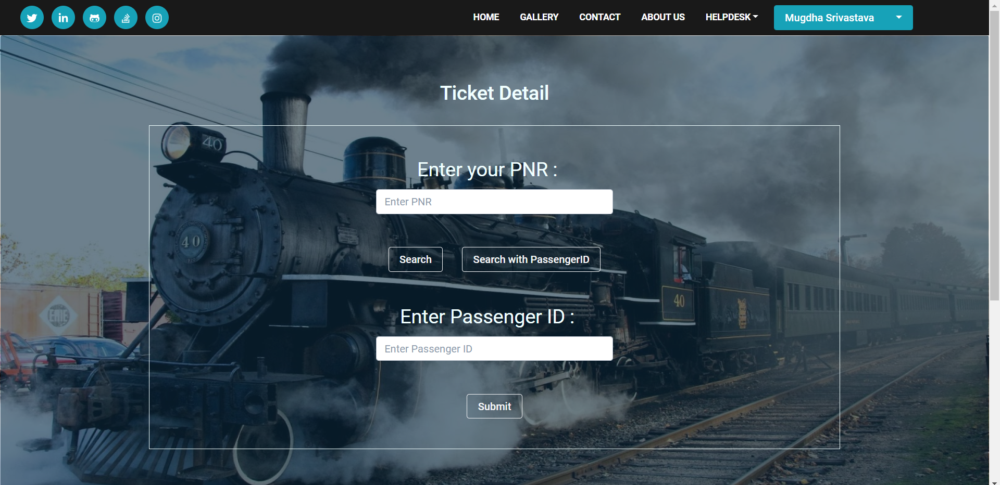 HOME GALLERY CONTACT ABOUT US HELPDESK Mugdha Srivastava
Ticket Detail
40
Enter your PNR :
Enter PNR
40
Search Search with PassengerID
40
ERIE
Enter Passenger ID :
Enter Passenger ID
Submit